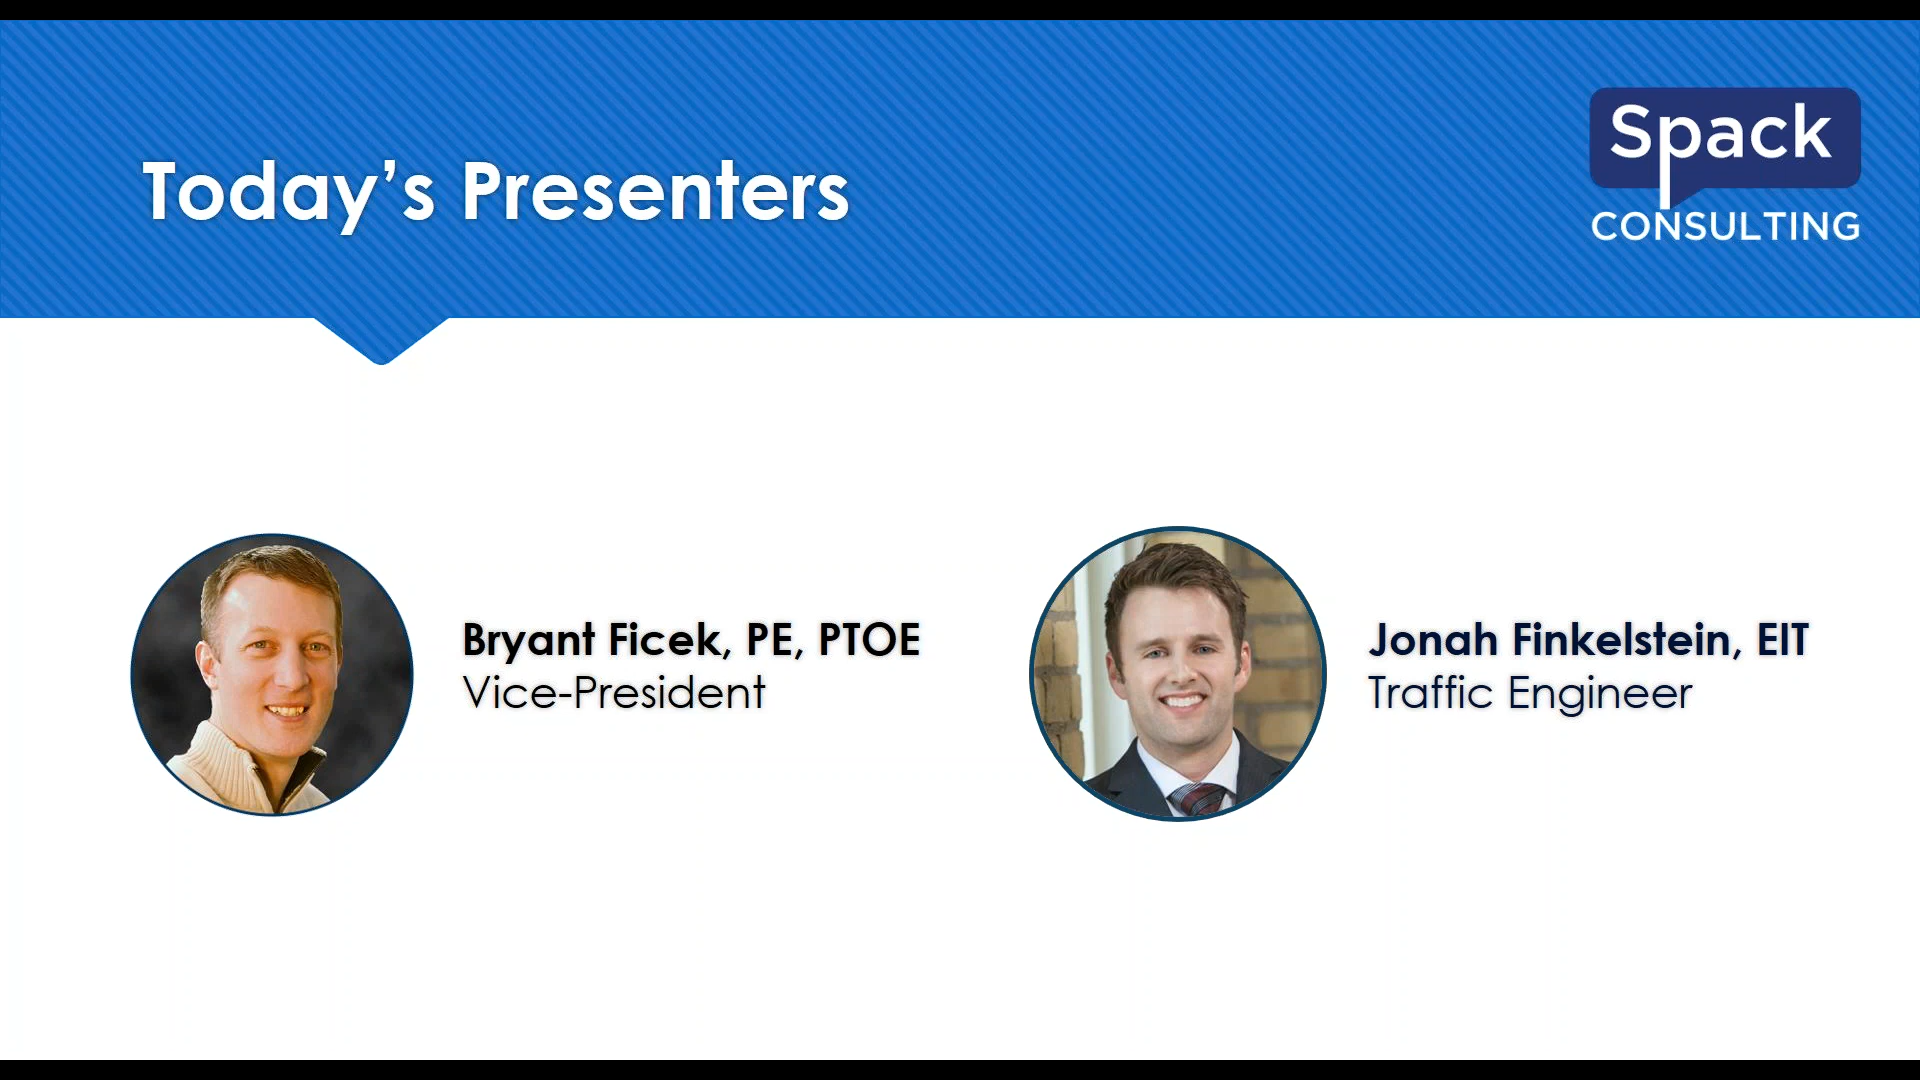 Today’s Presenters
Spack
CONSULTING
Bryant Ficek, PE, PTOE
Vice-President
Jonah Finkelstein, EIT
Traffic Engineer